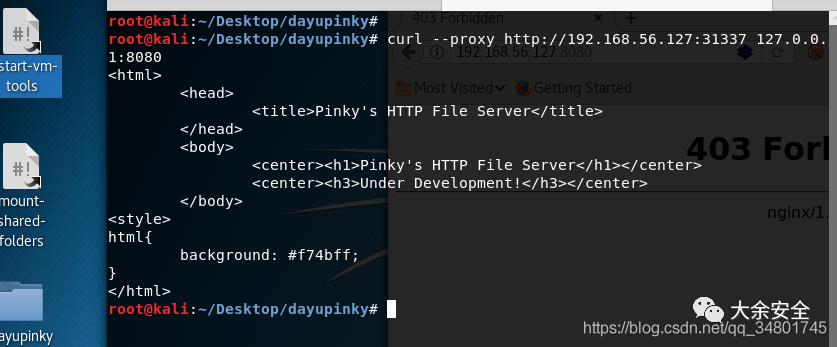 start-vm-
tools
mount-
shared-
folders
ayupinky
root@kali:~/Desktop/dayupinky#
root@kali:~/Desktop/dayupinky# curl --proxy http://192.168.56.127:31337 127.0.0.
1:8080
<html>
<head>
<title>Pinky's HTTP File Server</title>
</head>
<body>
<center><h1>Pinky's HTTP File Server</h1></center>
<center><h3>Under Development!</h3></center>
</body>
<style>
html{
background: #f74bff;
}
</html>
root@kali:~/Desktop/dayupinky#
403 Forbidden
192.168.56.127:8080
Most Visited
Getting Started
403 Forb
nginx/1.
大余安全
https://blog.csdn.net/qq_34801745